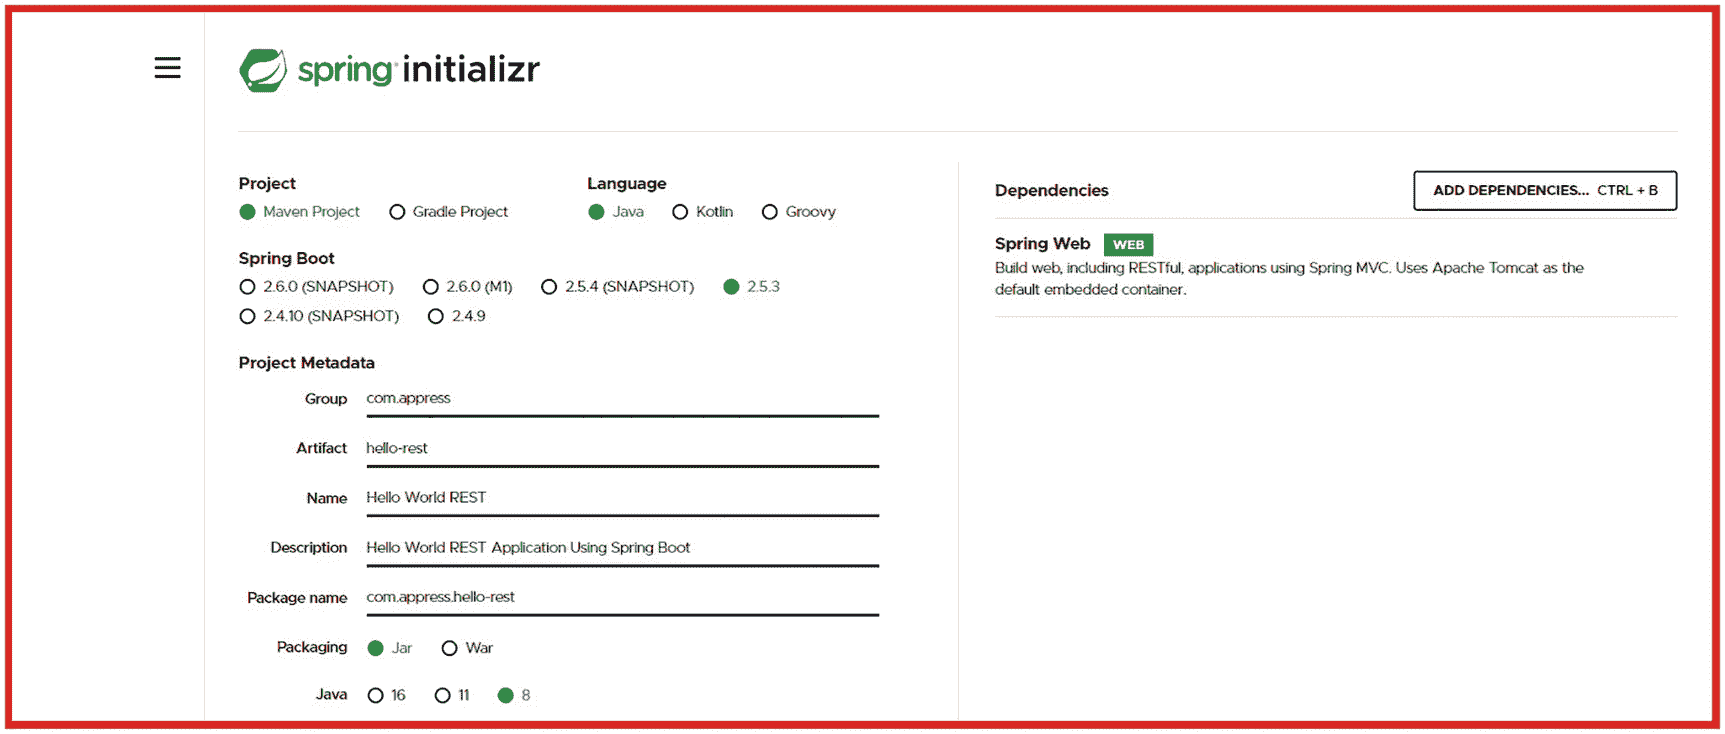 spring initializr
Project
Maven Project Gradle Project
Language
Java Kotlin Groovy
Spring Boot
2.6.0 (SNAPSHOT) 2.6.0 (M1) 2.5.4 (SNAPSHOT) 2.5.3
2.4.10 (SNAPSHOT) 2.4.9
Project Metadata
Group com.appress
Artifact hello-rest
Name Hello World REST
Description Hello World REST Application Using Spring Boot
Package name com.appress.hello-rest
Packaging Jar War
Java 16 11 8
Dependencies ADD DEPENDENCIES... CTRL + B
Spring Web WEB
Build web, including RESTful, applications using Spring MVC. Uses Apache Tomcat as the
default embedded container.